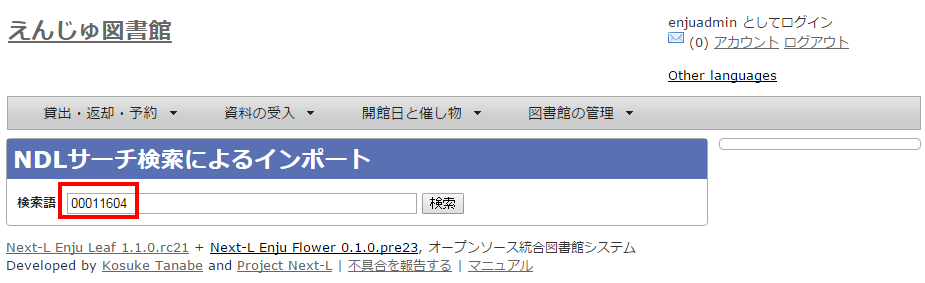 えんじゅ図書館
enjuadmin としてログイン
(0) アカウント ログアウト
Other languages
貸出・返却・予約 資料の受入 開館日と催し物 図書館の管理
NDLサーチ検索によるインポート
検索語 00011604 検索
Next-L Enju Leaf 1.1.0.rc21 + Next-L Enju Flower 0.1.0.pre23, オープンソース統合図書館システム
Developed by Kosuke Tanabe and Project Next-L | 不具合を報告する | マニュアル